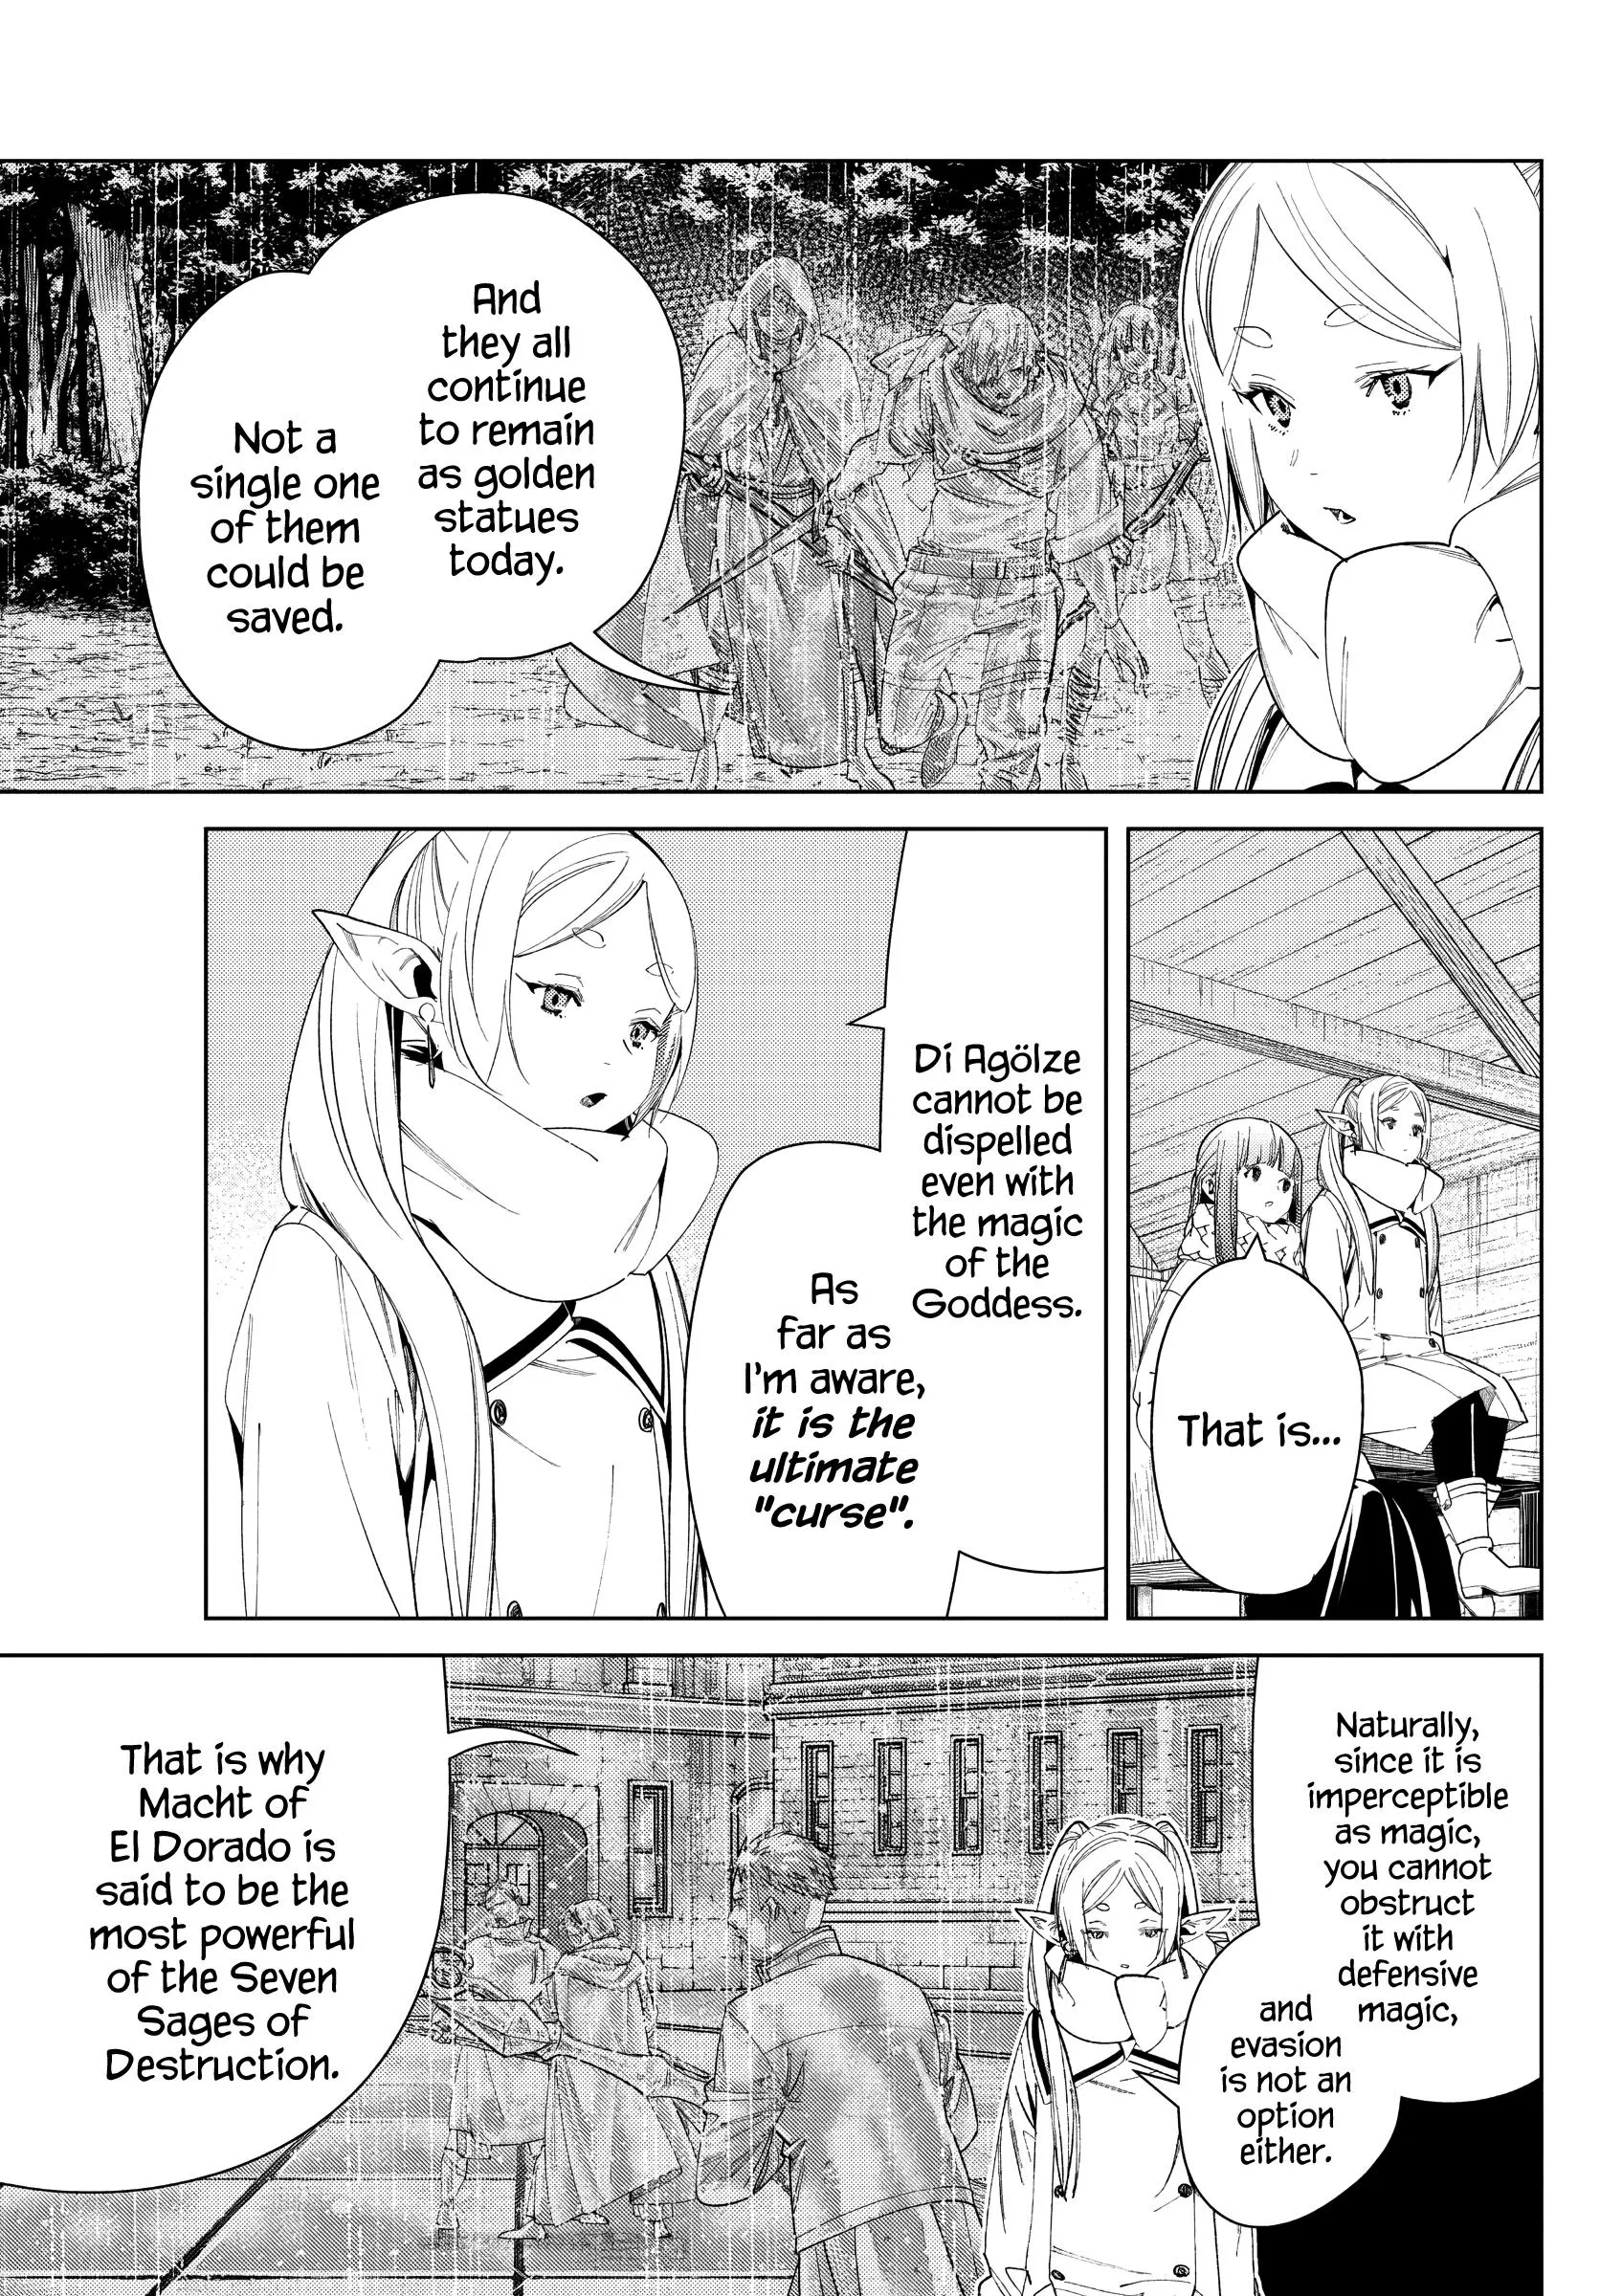 And
they all
continue
to remain
as golden
statues
today.
Not a
single one
of them
could be
saved.
That is...
Di Agölze
cannot be
dispelled
even with
the magic
of the
Goddess.
As
far as
I'm aware,
it is the
ultimate
"curse".
Naturally,
since it is
imperceptible
as magic,
you cannot
obstruct
it with
defensive
magic,
and
evasion
is not an
option
either.
That is why
Macht of
El Dorado is
said to be the
most powerful
of the Seven
Sages of
Destruction.